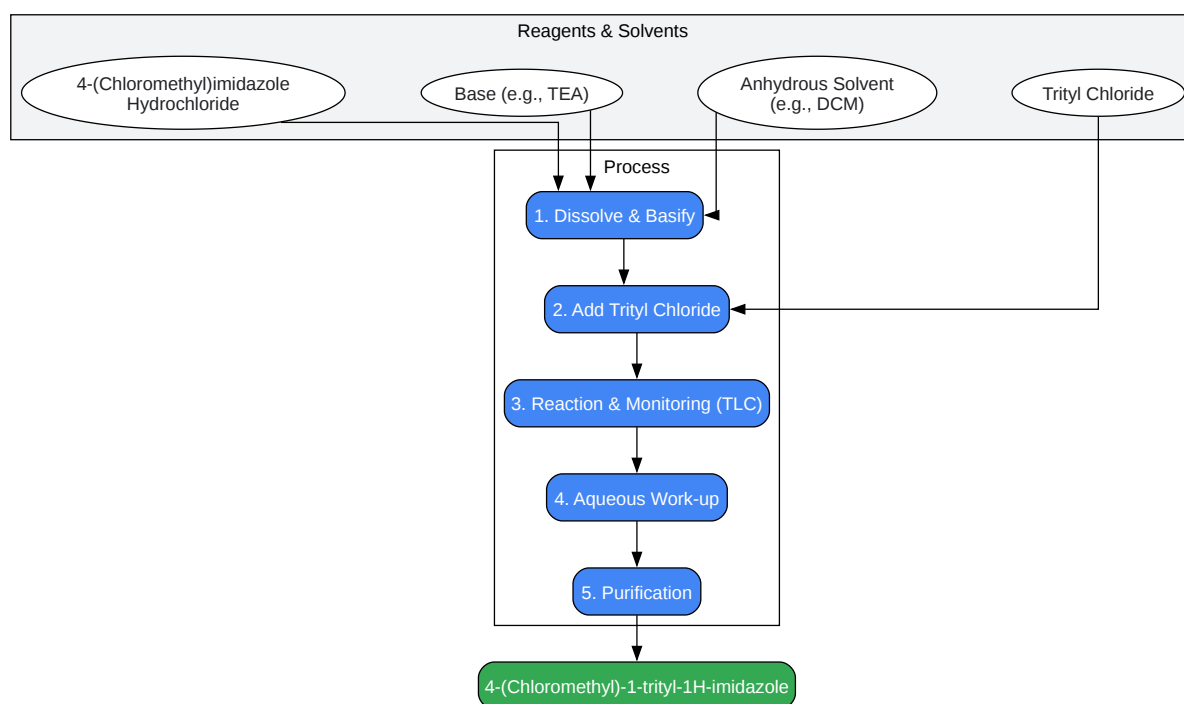 Reagents & Solvents
4-(Chloromethyl)imidazole
Hydrochloride
Base (e.g., TEA)
Anhydrous Solvent
(e.g., DCM)
Trityl Chloride
Process
1. Dissolve & Basify
2. Add Trityl Chloride
3. Reaction & Monitoring (TLC)
4. Aqueous Work-up
5. Purification
4-(Chloromethyl)-1-trityl-1H-imidazole